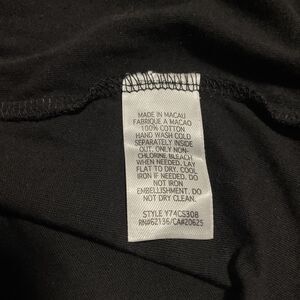 MADE IN MACAU
FABRIQUE A MACAO
100% COTTON
HAND WASH COLD
SEPARATELY INSIDE
OUT. ONLY NON-
CHLORINE BLEACH
WHEN NEEDED. LAY
FLAT TO DRY. COOL
IRON IF NEEDED. DO
NOT IRON
EMBELLISHMENT. DO
NOT DRY CLEAN.
STYLE Y74CS308
RN#62136/CA#20625